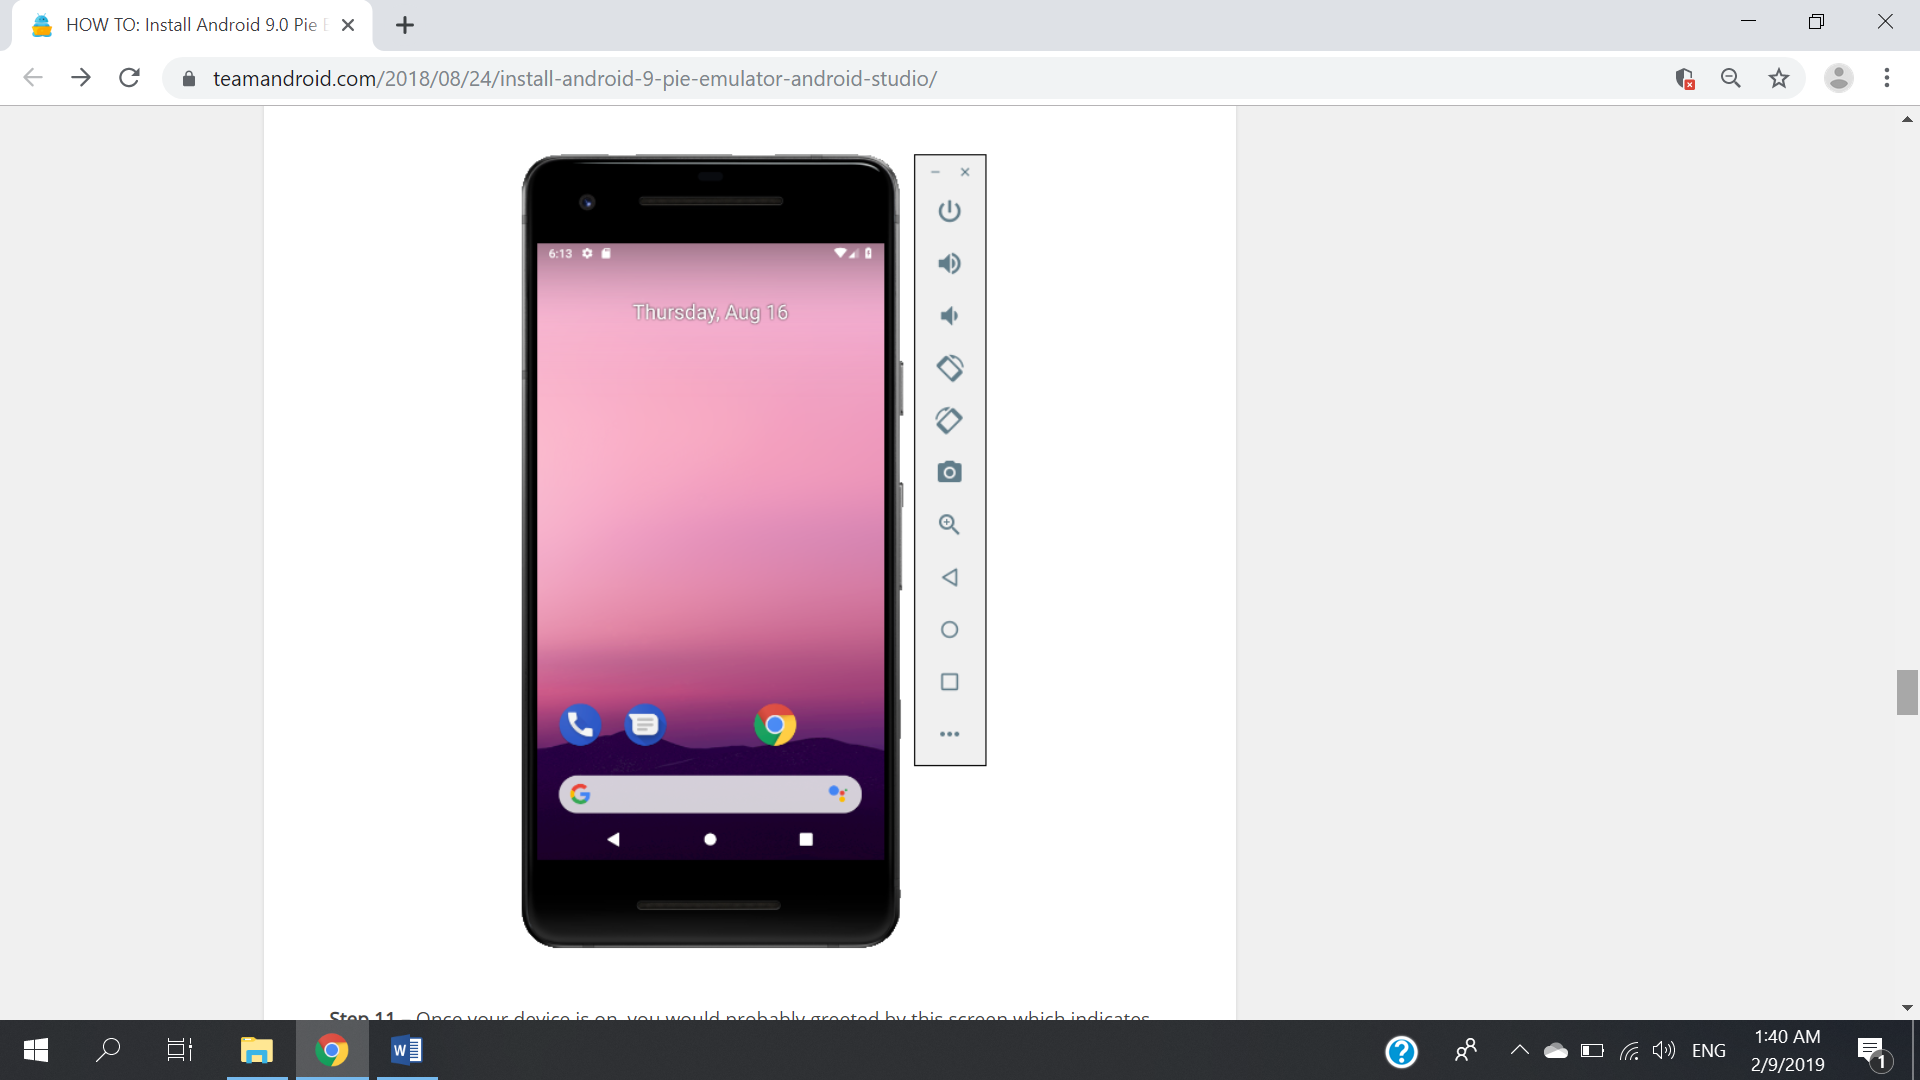 HOW TO: Install Android 9.0 Pie
teamandroid.com/2018/08/24/install-android-9-pie-emulator-android-studio/
6:13
Thursday, Aug 16
Step 11 – Once your device is on, you would probably greeted by this screen which indicates
ENG
1:40 AM
2/9/2019
1